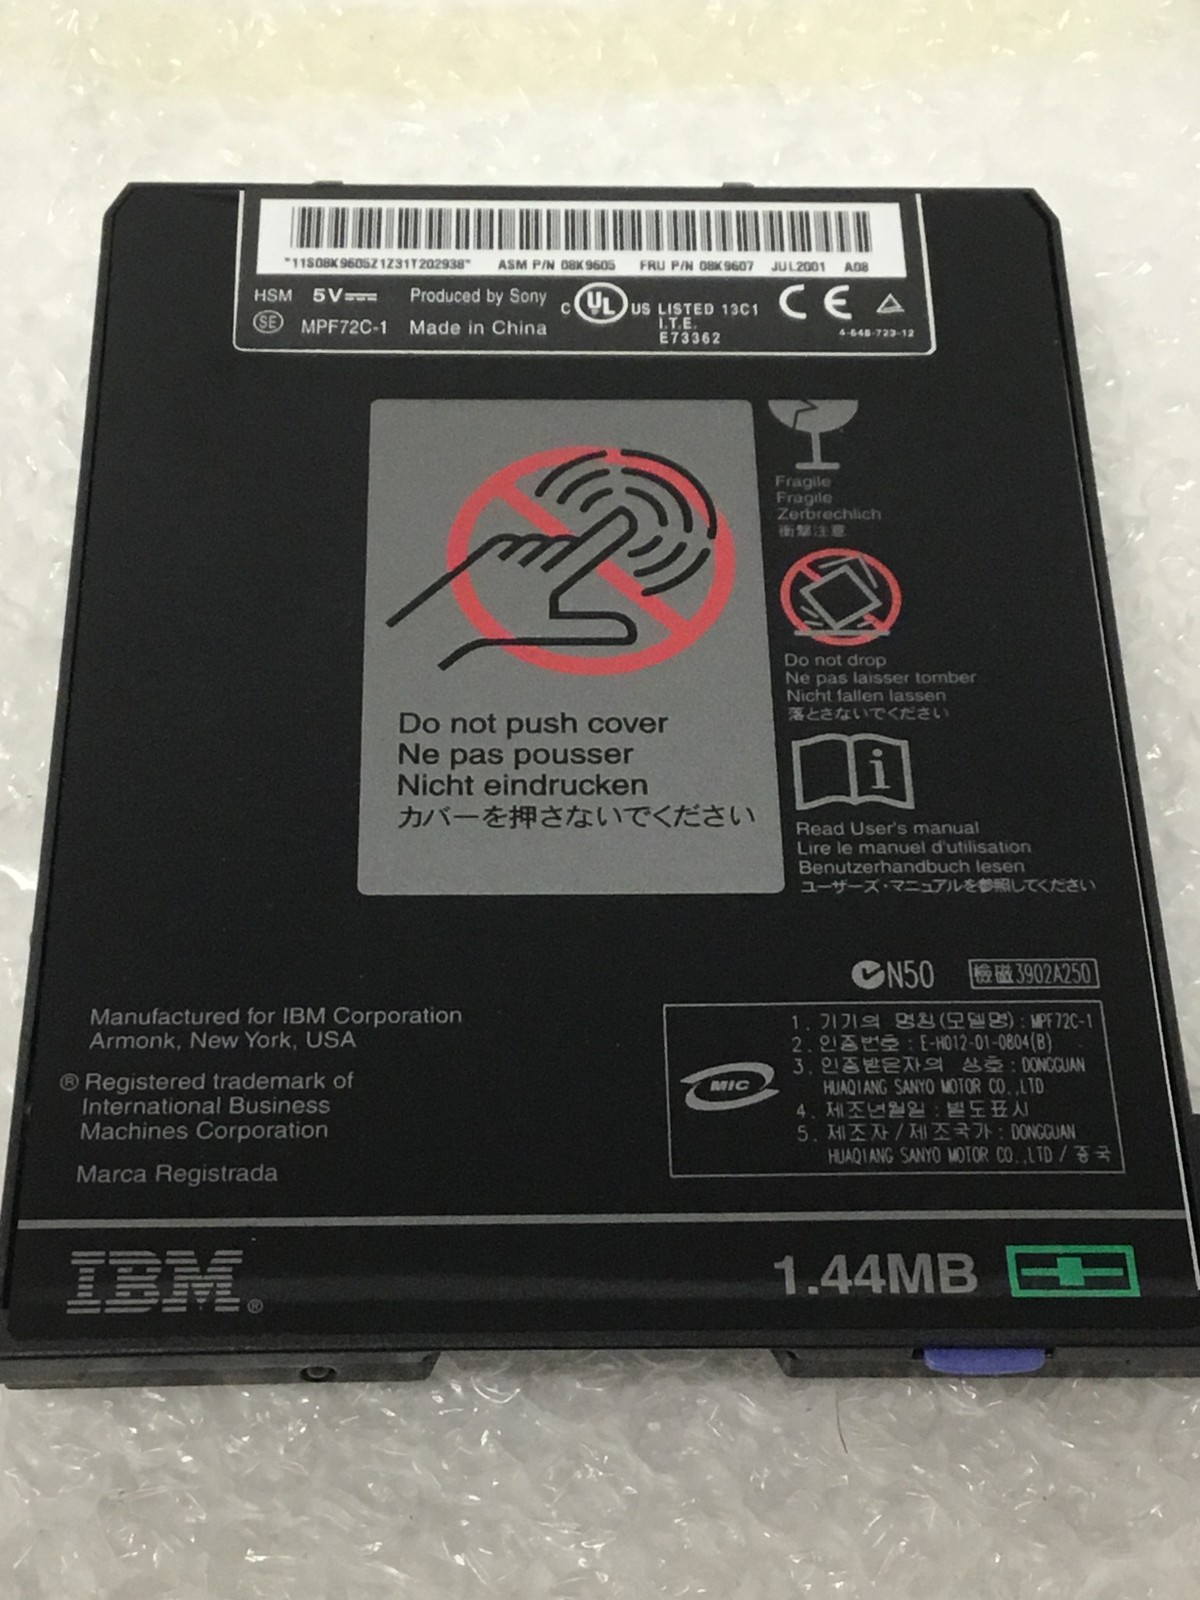 *11S08K9605Z1Z31T202938* ASM P/N 08K9605 FRU P/N 08K9607 JUL2001 A08
HSM 5V Produced by Sony C UL US LISTED 13C1 CE
SE MPF72C-1 Made in China I.T.E. 4-648-723-12
E73362
Fragile
Fragile
Zerbrechlich
衝撃注意
Do not drop
Ne pas laisser tomber
Nicht fallen lassen
落とさないでください
Do not push cover
Ne pas pousser
Nicht eindrucken
カバーを押さないでください
Read User's manual
Lire le manuel d'utilisation
Benutzerhandbuch lesen
ユーザーズ・マニュアルを参照してください
N50 檢磁3902A250
Manufactured for IBM Corporation
Armonk, New York, USA
® Registered trademark of
International Business
Machines Corporation
Marca Registrada
MIC
1. 기기의 명칭(모델명) : MPF72C-1
2. 인증번호 : E-H012-01-0804(B)
3. 인증받은자의 상호 : DONGGUAN
HUAQIANG SANYO MOTOR CO.,LTD
4. 제조년월일 : 별도표시
5. 제조자/제조국가 : DONGGUAN
HUAQIANG SANYO MOTOR CO.,LTD / 중국
IBM® 1.44MB